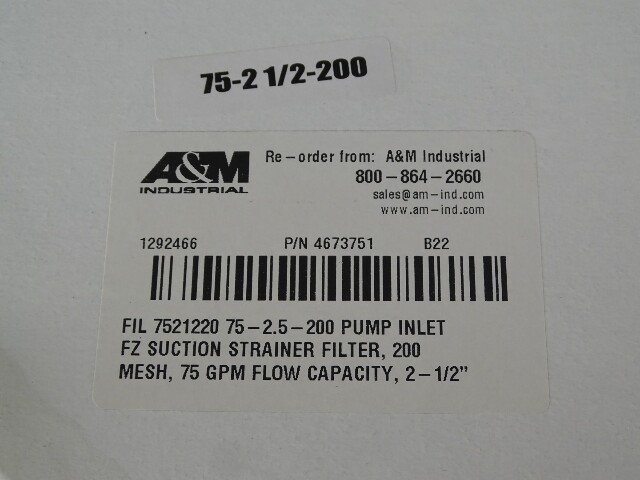 75-2 1/2-200
A&M
INDUSTRIAL
Re-order from: A&M Industrial
800-864-2660
sales@am-ind.com
www.am-ind.com
1292466 P/N 4673751 B22
FIL 7521220 75-2.5-200 PUMP INLET
FZ SUCTION STRAINER FILTER, 200
MESH, 75 GPM FLOW CAPACITY, 2-1/2"